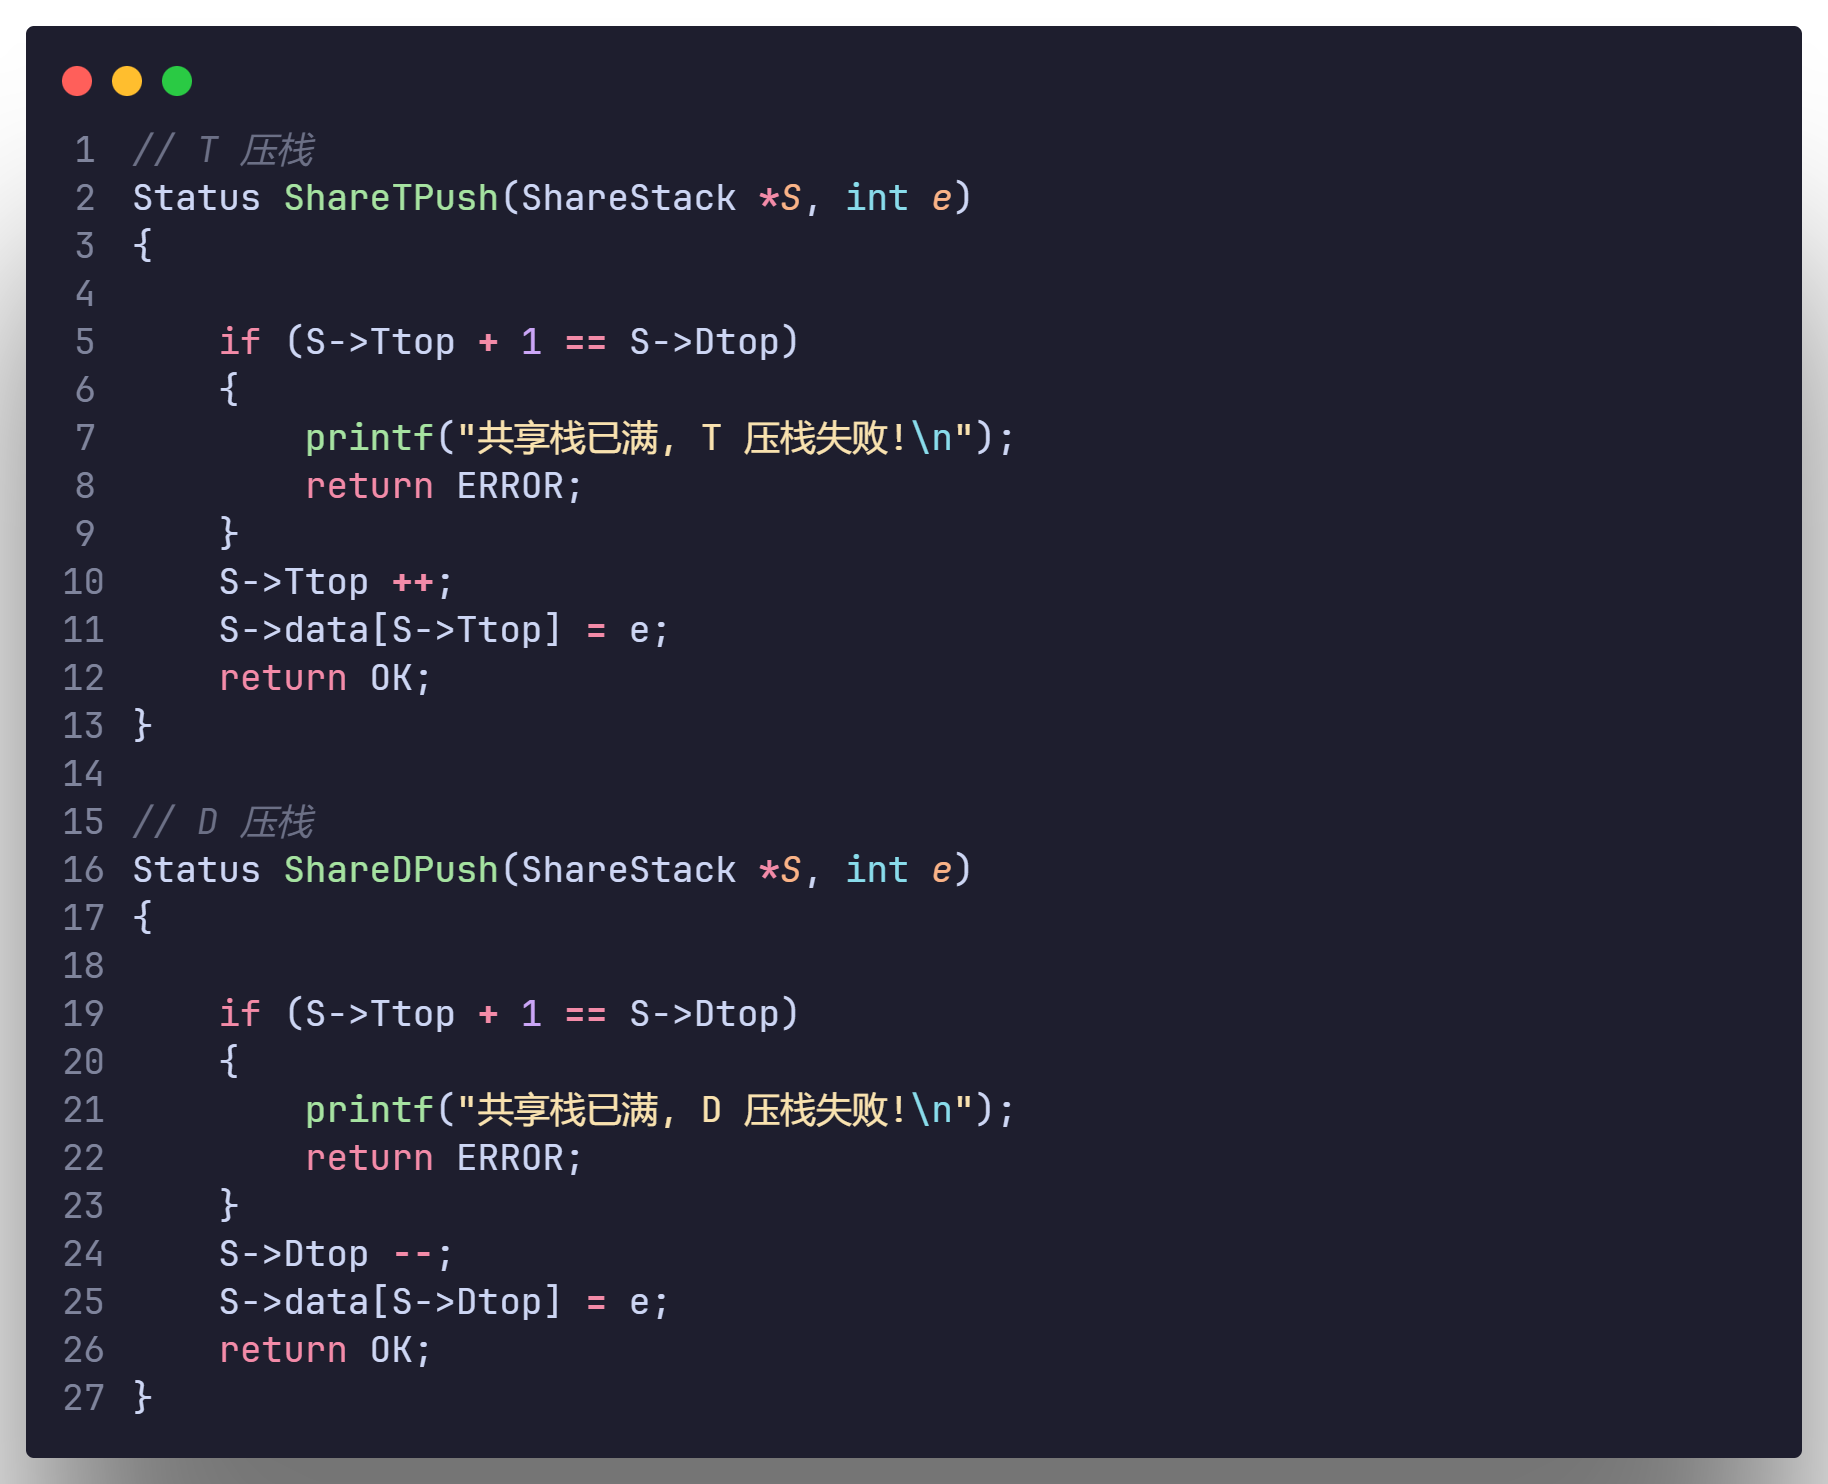 1 // T 压栈
2 Status ShareTPush(ShareStack *S, int e)
3 {
4
5     if (S->Ttop + 1 == S->Dtop)
6     {
7         printf("共享栈已满, T 压栈失败!\n");
8         return ERROR;
9     }
10     S->Ttop ++;
11     S->data[S->Ttop] = e;
12     return OK;
13 }
14
15 // D 压栈
16 Status ShareDPush(ShareStack *S, int e)
17 {
18
19     if (S->Ttop + 1 == S->Dtop)
20     {
21         printf("共享栈已满, D 压栈失败!\n");
22         return ERROR;
23     }
24     S->Dtop --;
25     S->data[S->Dtop] = e;
26     return OK;
27 }